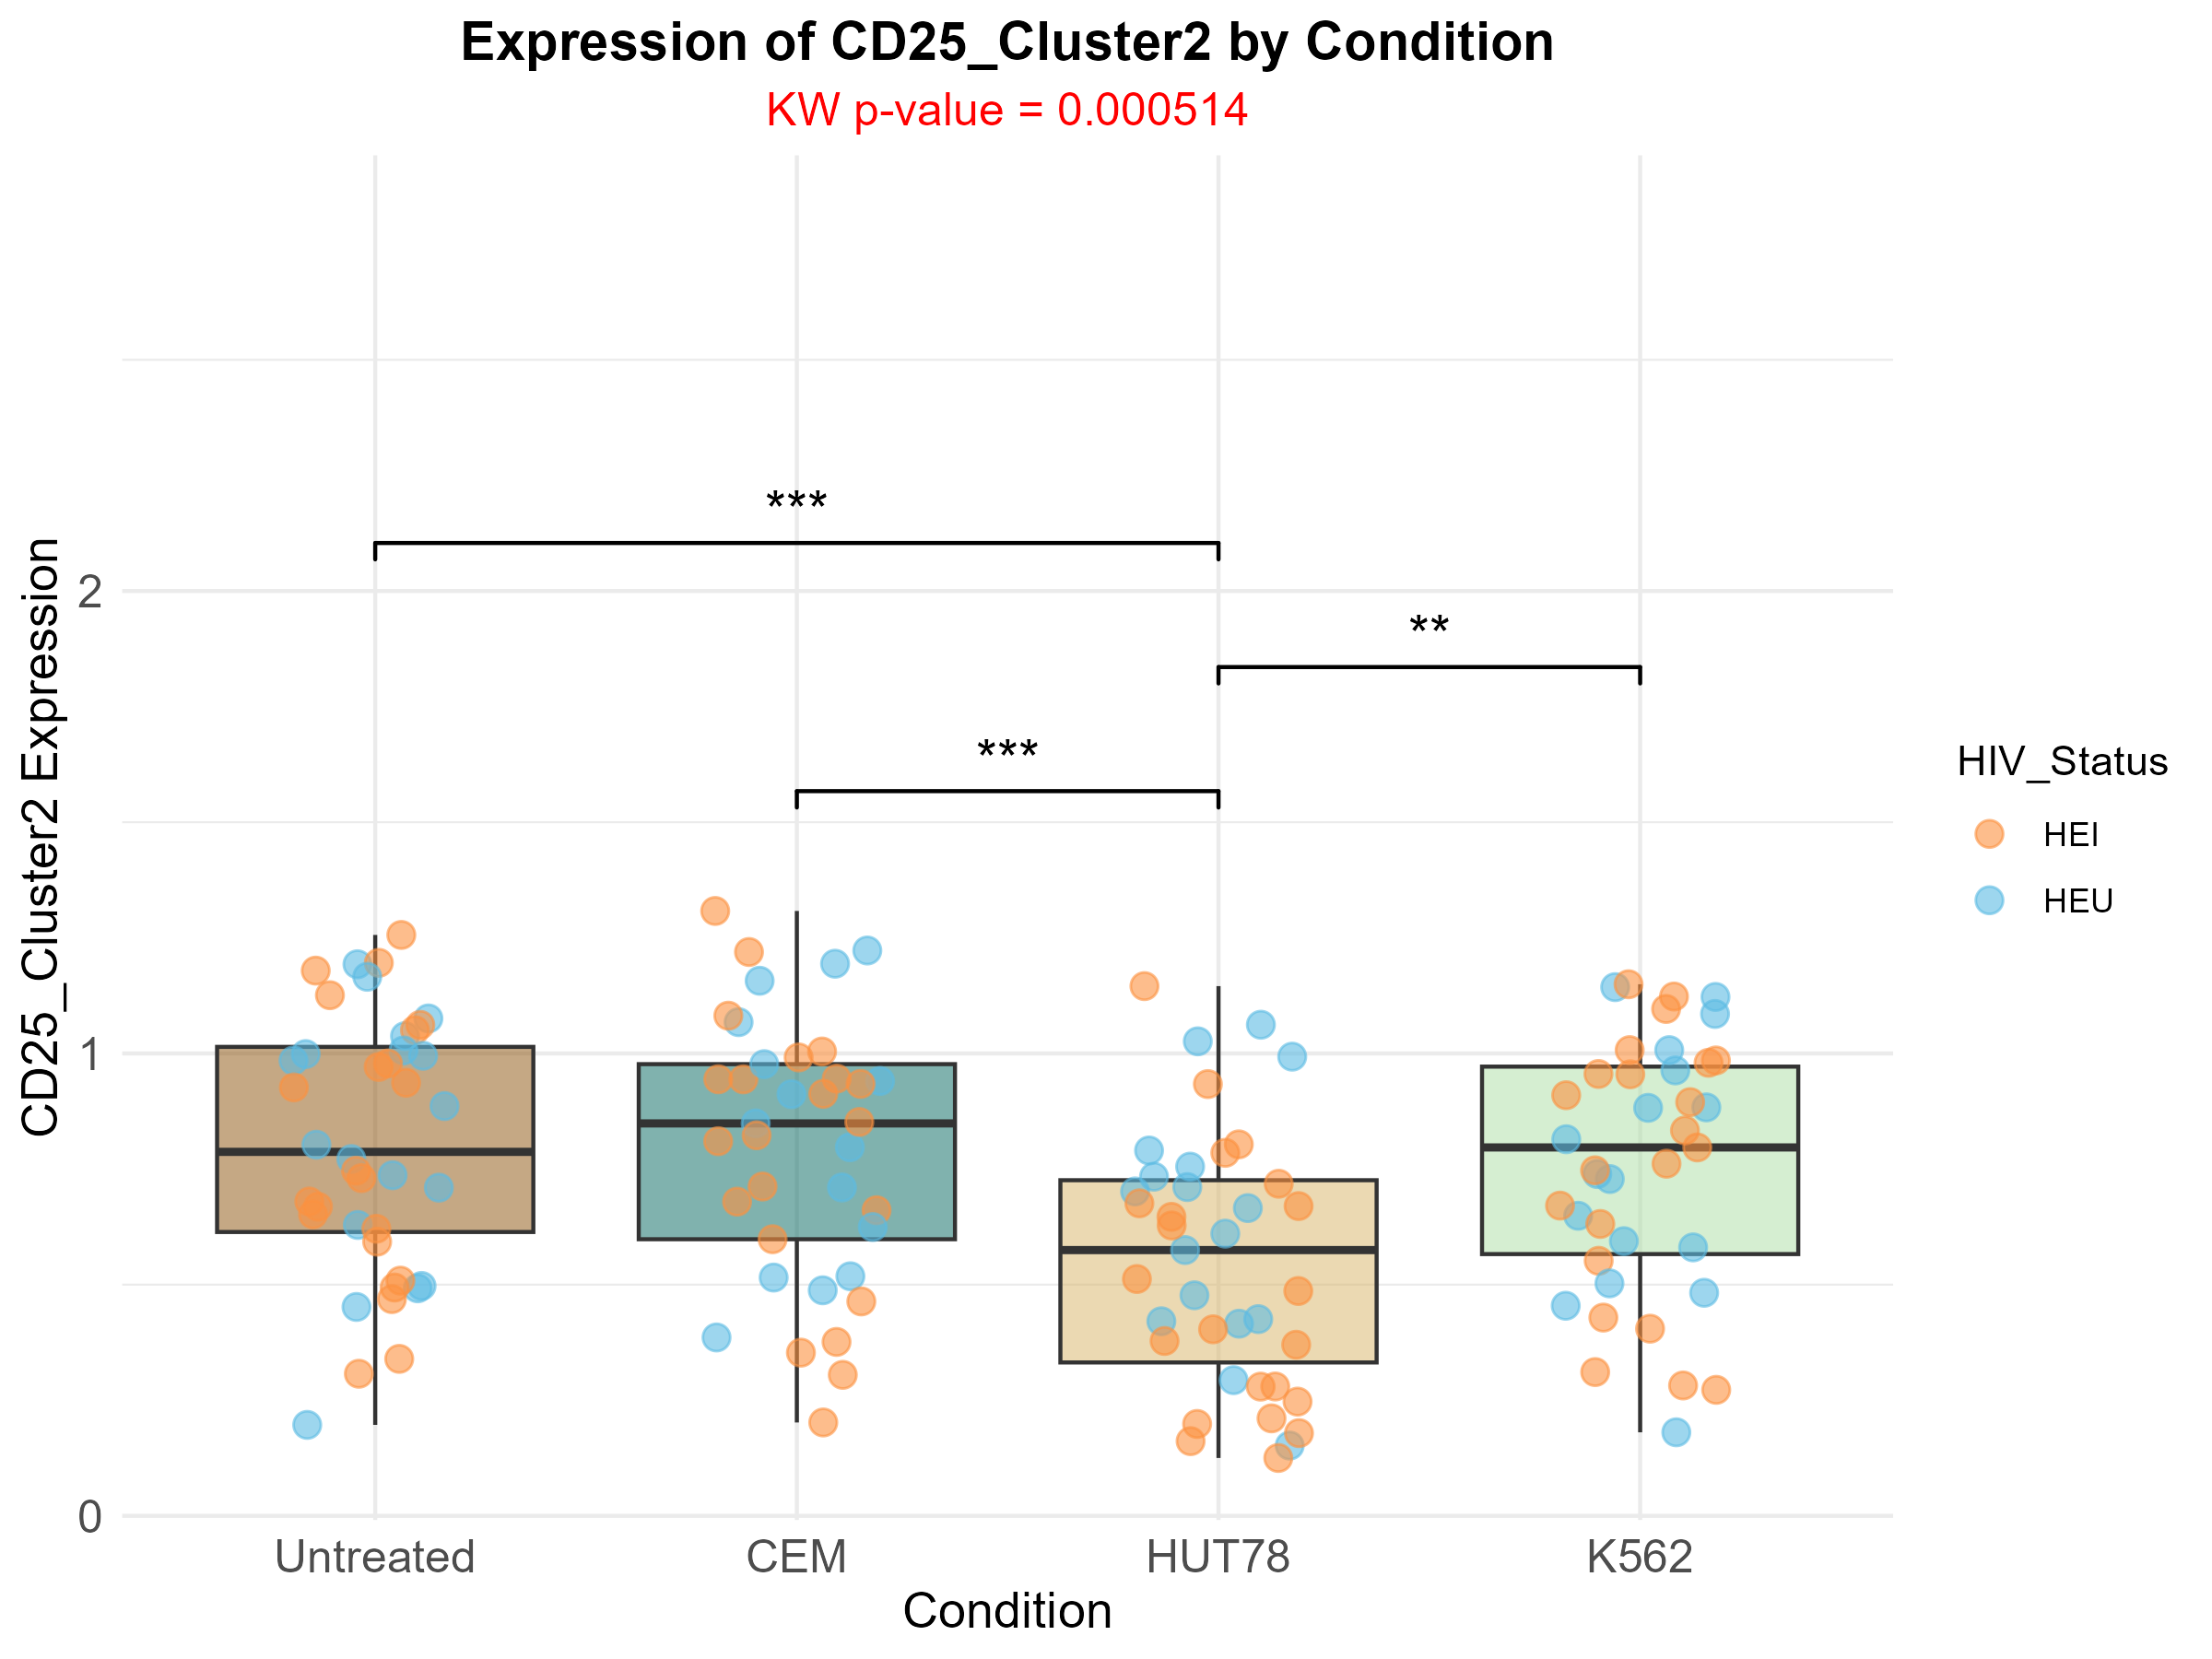 Expression of CD25_Cluster2 by Condition
KW p-value = 0.000514
CD25_Cluster2 Expression
2
1
0
***
**
***
HIV_Status
HEI
HEU
Untreated CEM HUT78 K562
Condition